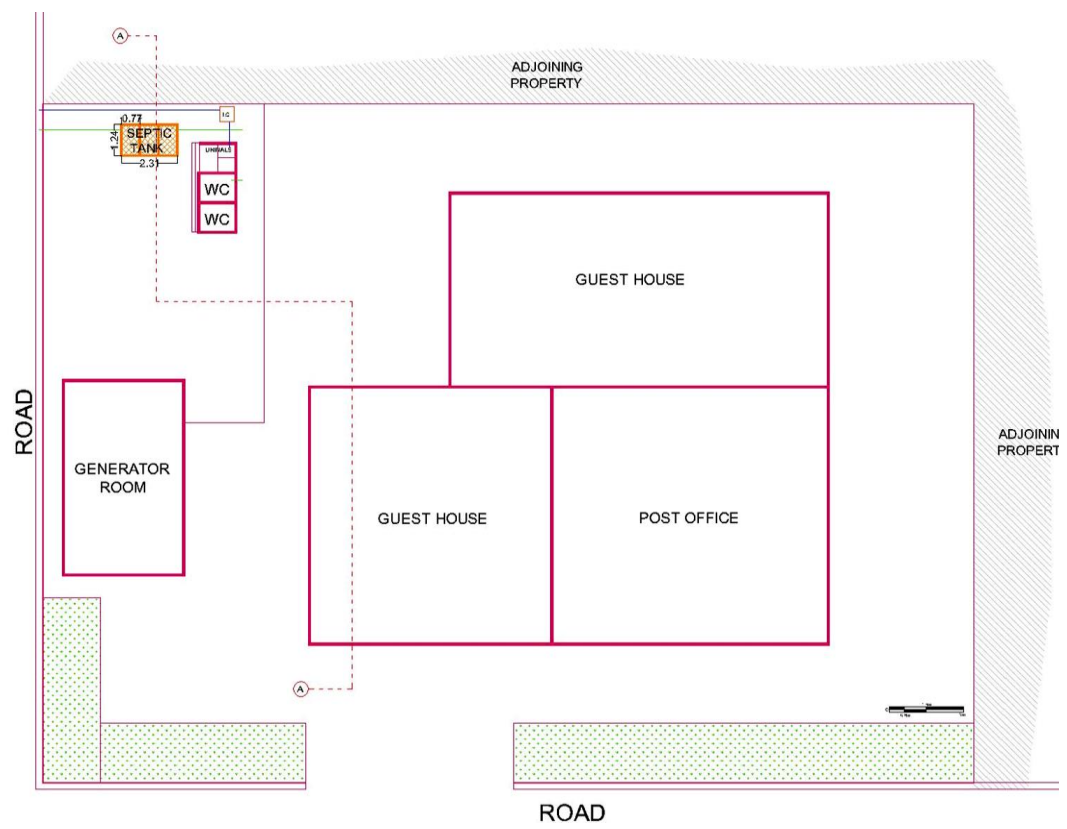 A
ADJOINING
PROPERTY
0.77
SEPTIC
TANK
1.24
2.31
URINALS
WC
WC
GUEST HOUSE
ROAD
GENERATOR
ROOM
GUEST HOUSE
POST OFFICE
ADJOININ
PROPERT
A
ROAD